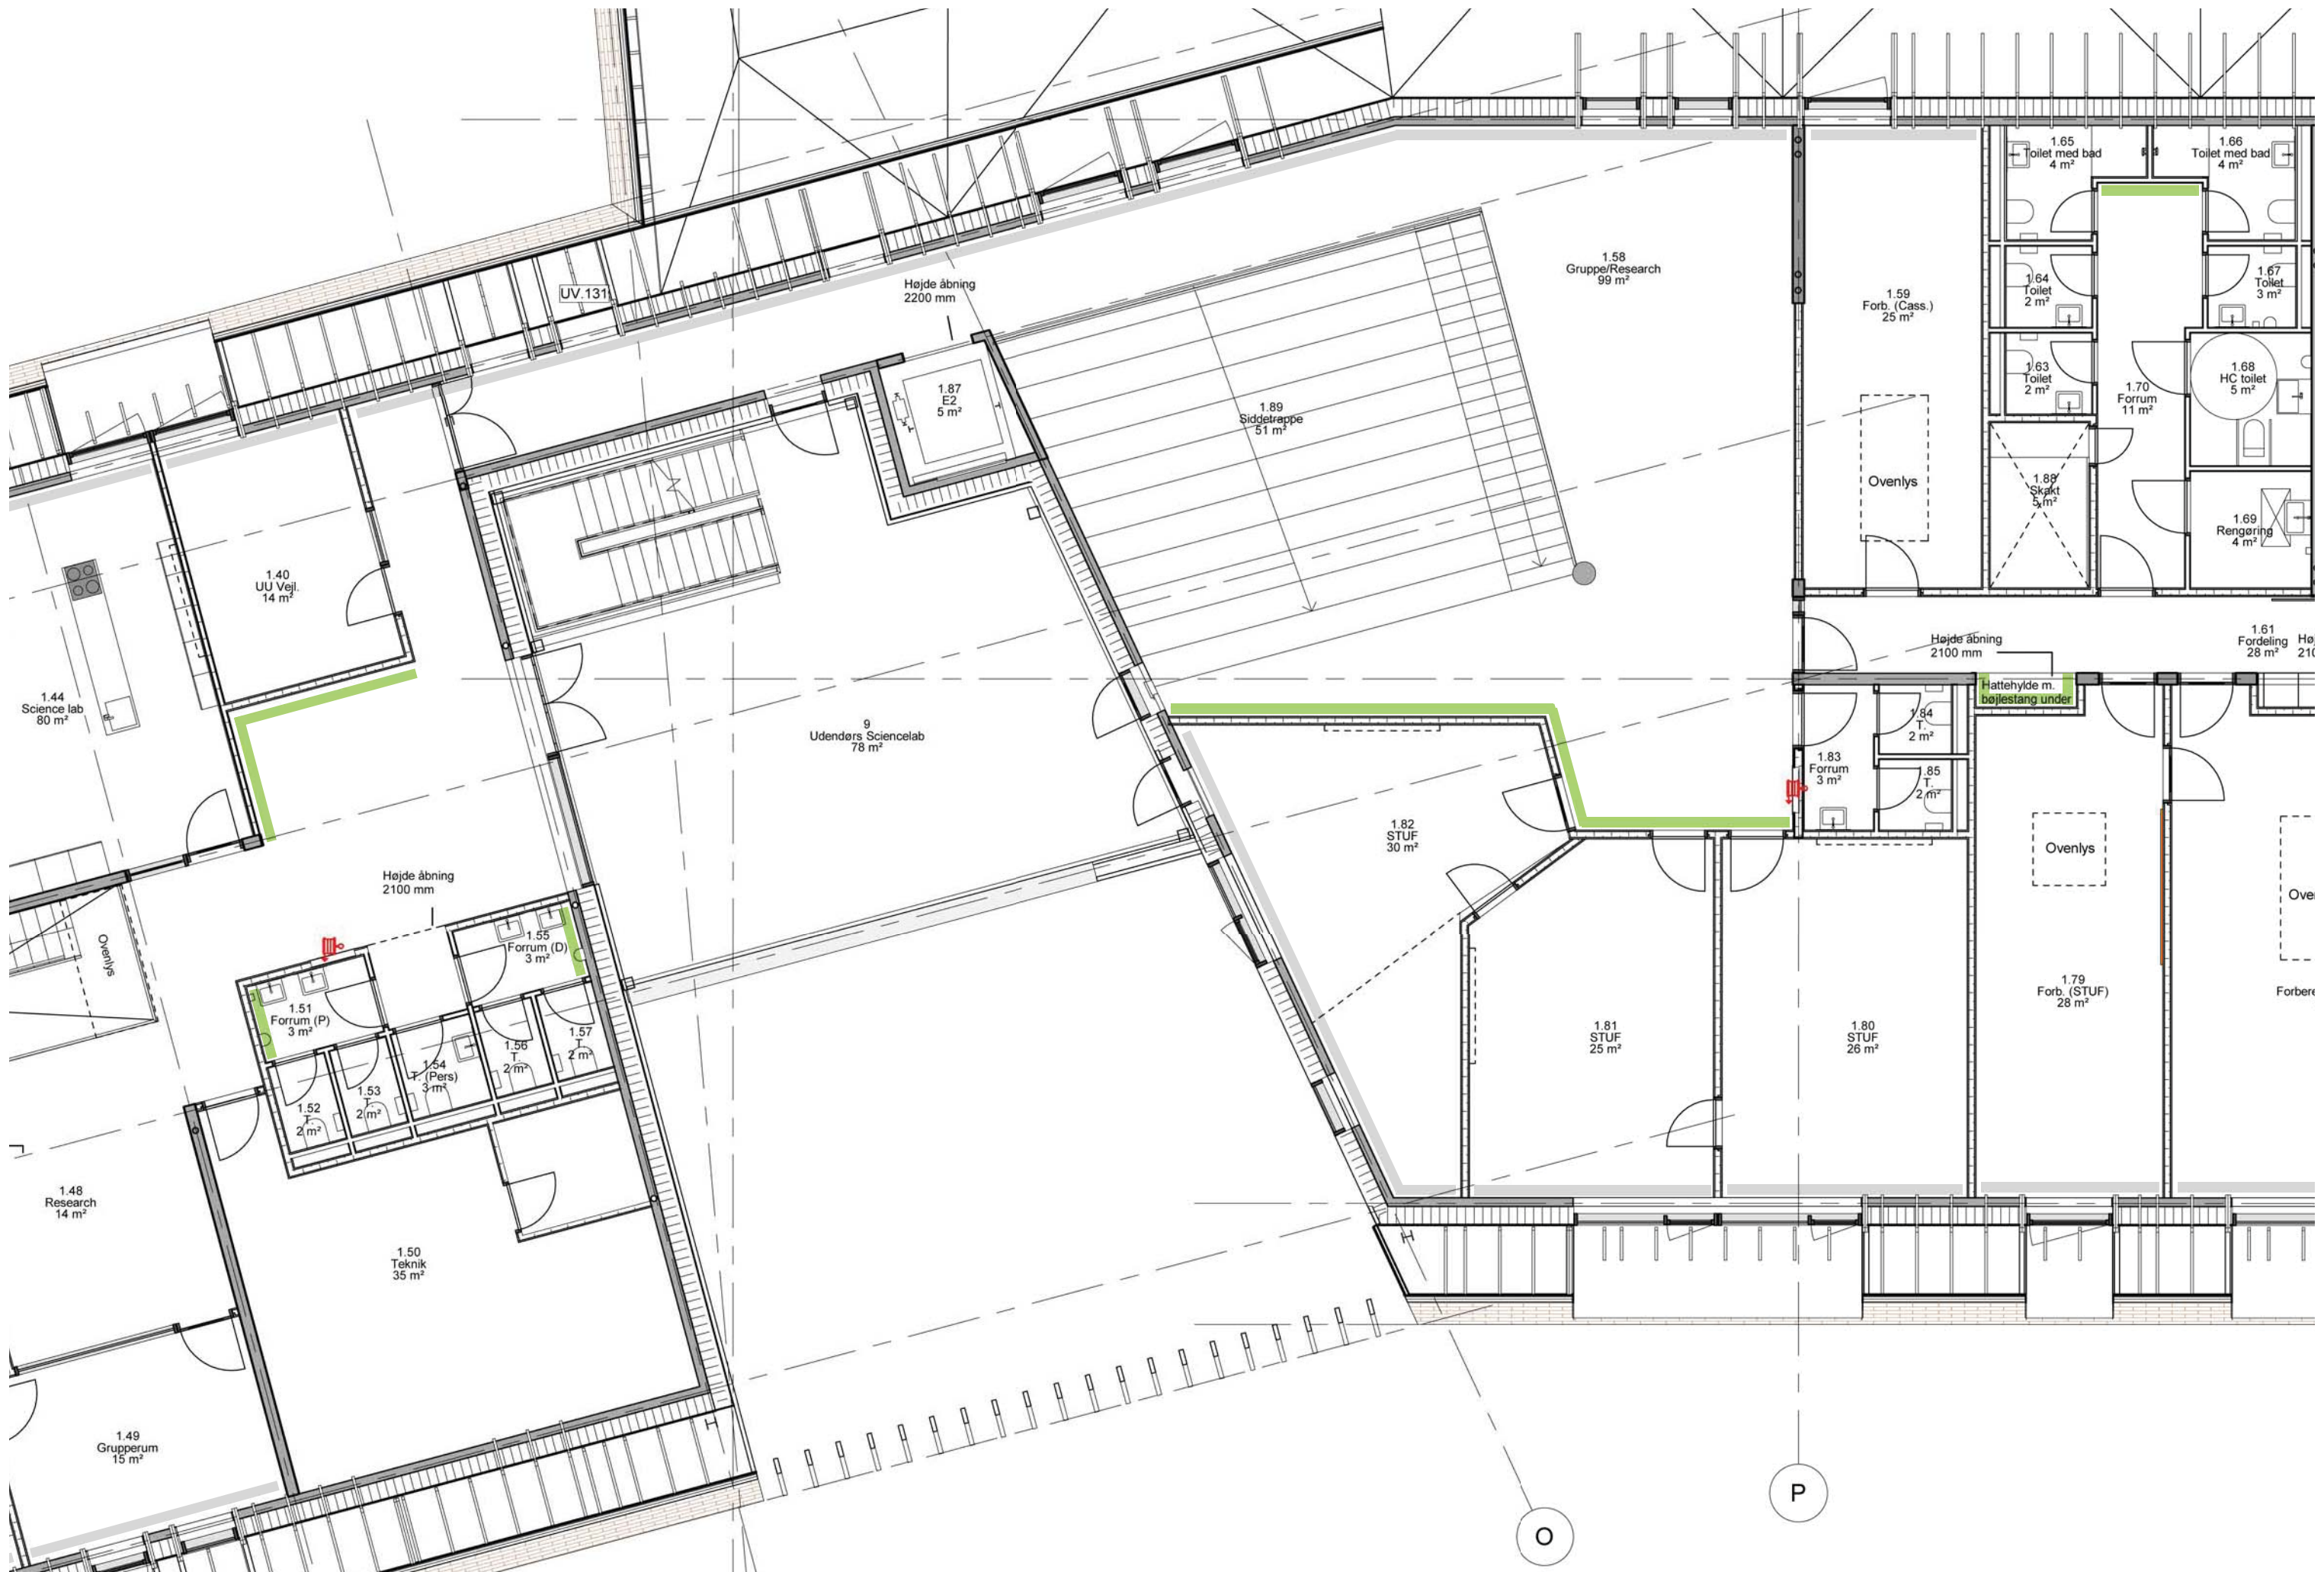 1.65
Toilet med bad
4 m²
1.66
Toilet med bad
4 m²
UV.131
Højde åbning
2200 mm
1.58
Gruppe/Research
99 m²
1.59
Forb. (Cass.)
25 m²
1.64
Toilet
2 m²
1.67
Toilet
3 m²
1.63
Toilet
2 m²
1.70
Forrum
11 m²
1.68
HC toilet
5 m²
1.87
E2
5 m²
1.89
Siddetrappe
51 m²
Ovenlys
1.88
Skakt
5 m²
1.69
Rengøring
4 m²
1.40
UU Vejl.
14 m²
1.44
Science lab
80 m²
9
Udendørs Sciencelab
78 m²
Højde åbning
2100 mm
1.61
Fordeling
28 m²
Høj
210
Hattehylde m.
bøjlestang under
1.84
T.
2 m²
1.83
Forrum
3 m²
1.85
T.
2 m²
1.82
STUF
30 m²
Ovenlys
Ove
Højde åbning
2100 mm
Ovenlys
1.55
Forrum (D)
3 m²
1.51
Forrum (P)
3 m²
1.57
T.
2 m²
1.56
T.
2 m²
1.54
T. (Pers)
3 m²
1.53
T.
2 m²
1.52
T.
2 m²
1.81
STUF
25 m²
1.80
STUF
26 m²
1.79
Forb. (STUF)
28 m²
Forbere
1.48
Research
14 m²
1.50
Teknik
35 m²
1.49
Grupperum
15 m²
P
O